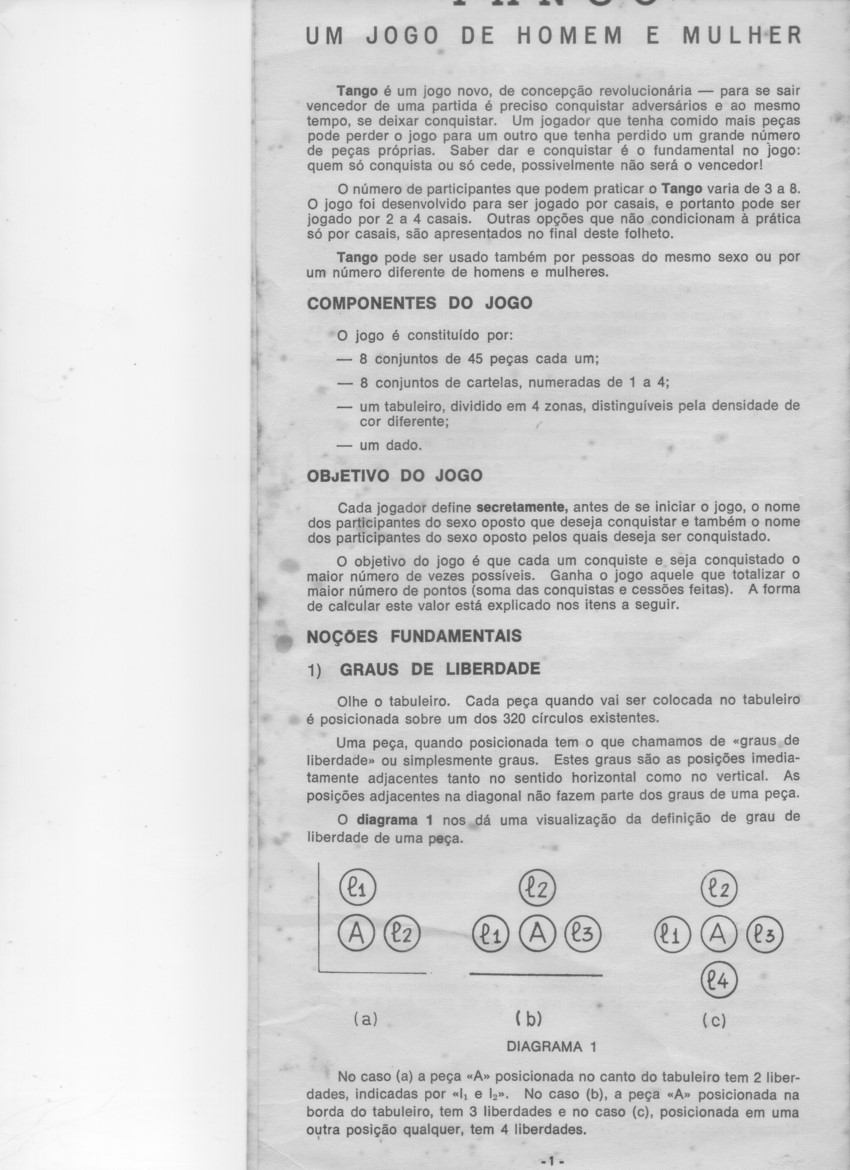 TANGO
UM JOGO DE HOMEM E MULHER
Tango é um jogo novo, de concepção revolucionária — para se sair
vencedor de uma partida é preciso conquistar adversários e ao mesmo
tempo, se deixar conquistar. Um jogador que tenha comido mais peças
pode perder o jogo para um outro que tenha perdido um grande número
de peças próprias. Saber dar e conquistar é o fundamental no jogo:
quem só conquista ou só cede, possivelmente não será o vencedor!
O número de participantes que podem praticar o Tango varia de 3 a 8.
O jogo foi desenvolvido para ser jogado por casais, e portanto pode ser
jogado por 2 a 4 casais. Outras opções que não condicionam à prática
só por casais, são apresentados no final deste folheto.
Tango pode ser usado também por pessoas do mesmo sexo ou por
um número diferente de homens e mulheres.
COMPONENTES DO JOGO
O jogo é constituído por:
— 8 conjuntos de 45 peças cada um;
— 8 conjuntos de cartelas, numeradas de 1 a 4;
— um tabuleiro, dividido em 4 zonas, distinguíveis pela densidade de
cor diferente;
— um dado.
OBJETIVO DO JOGO
Cada jogador define secretamente, antes de se iniciar o jogo, o nome
dos participantes do sexo oposto que deseja conquistar e também o nome
dos participantes do sexo oposto pelos quais deseja ser conquistado.
O objetivo do jogo é que cada um conquiste e seja conquistado o
maior número de vezes possíveis. Ganha o jogo aquele que totalizar o
maior número de pontos (soma das conquistas e cessões feitas). A forma
de calcular este valor está explicado nos itens a seguir.
NOÇÕES FUNDAMENTAIS
1) GRAUS DE LIBERDADE
Olhe o tabuleiro. Cada peça quando vai ser colocada no tabuleiro
é posicionada sobre um dos 320 círculos existentes.
Uma peça, quando posicionada tem o que chamamos de «graus de
liberdade» ou simplesmente graus. Estes graus são as posições imedia-
tamente adjacentes tanto no sentido horizontal como no vertical. As
posições adjacentes na diagonal não fazem parte dos graus de uma peça.
O diagrama 1 nos dá uma visualização da definição de grau de
liberdade de uma peça.
ℓ1 ℓ2 ℓ2
A ℓ2 ℓ1 A ℓ3 ℓ1 A ℓ3
ℓ4
(a) (b) (c)
DIAGRAMA 1
No caso (a) a peça «A» posicionada no canto do tabuleiro tem 2 liber-
dades, indicadas por «l₁ e l₂». No caso (b), a peça «A» posicionada na
borda do tabuleiro, tem 3 liberdades e no caso (c), posicionada em uma
outra posição qualquer, tem 4 liberdades.
-1-